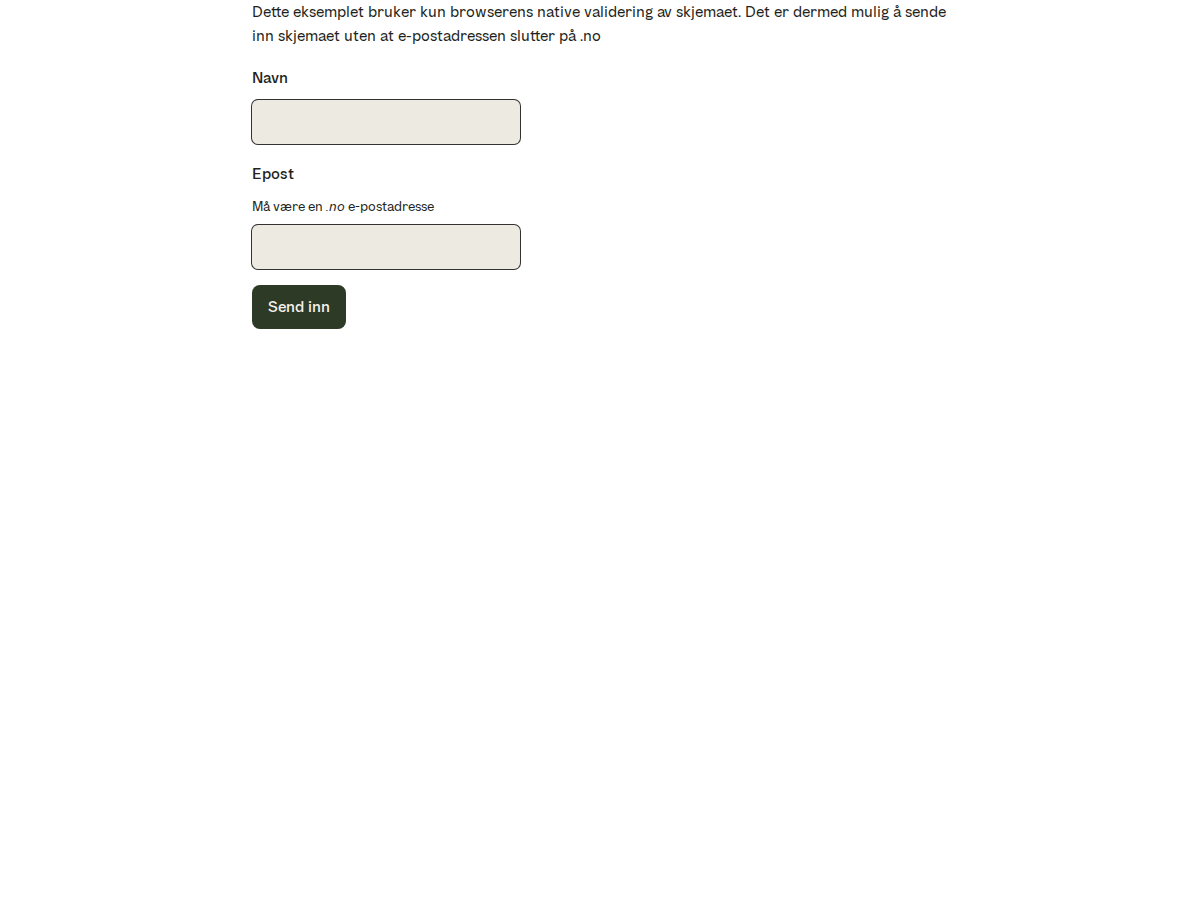 Dette eksemplet bruker kun browserens native validering av skjemaet. Det er dermed mulig å sende
inn skjemaet uten at e-postadressen slutter på .no
Navn
Epost
Må være en .no e-postadresse
Send inn